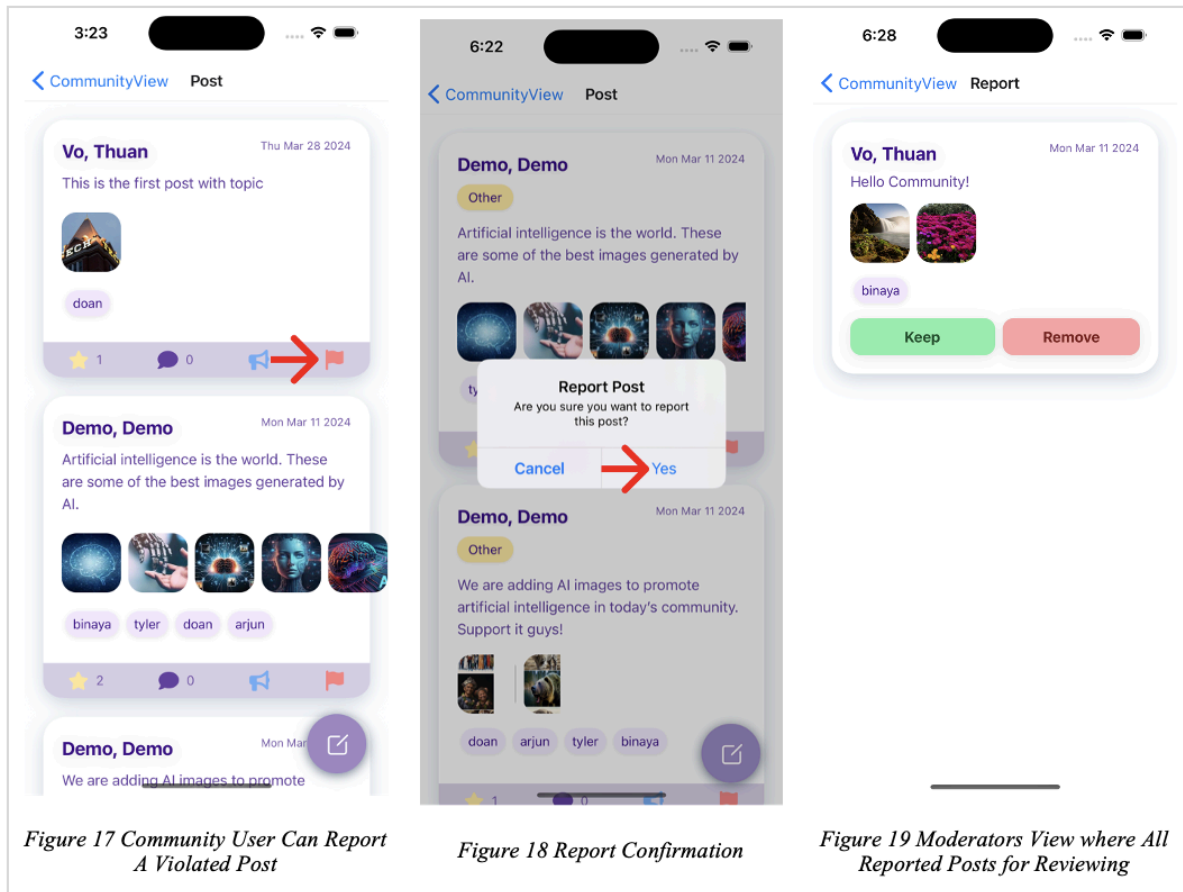 3:23
CommunityView Post
Vo, Thuan
Thu Mar 28 2024
This is the first post with topic
ECH
doan
1
0
Demo, Demo
Mon Mar 11 2024
Artificial intelligence is the world. These
are some of the best images generated by
AI.
binaya tyler doan arjun
2
0
Demo, Demo
Mon Mar
We are adding AI images to promote
Figure 17 Community User Can Report
A Violated Post
6:22
CommunityView Post
Demo, Demo
Mon Mar 11 2024
Other
Artificial intelligence is the world. These
are some of the best images generated by
AI.
ty
Report Post
Are you sure you want to report
this post?
Cancel
Yes
Demo, Demo
Mon Mar 11 2024
Other
We are adding AI images to promote
artificial intelligence in today's community.
Support it guys!
doan arjun tyler binaya
1
0
Figure 18 Report Confirmation
6:28
CommunityView Report
Vo, Thuan
Mon Mar 11 2024
Hello Community!
binaya
Keep
Remove
Figure 19 Moderators View where All
Reported Posts for Reviewing